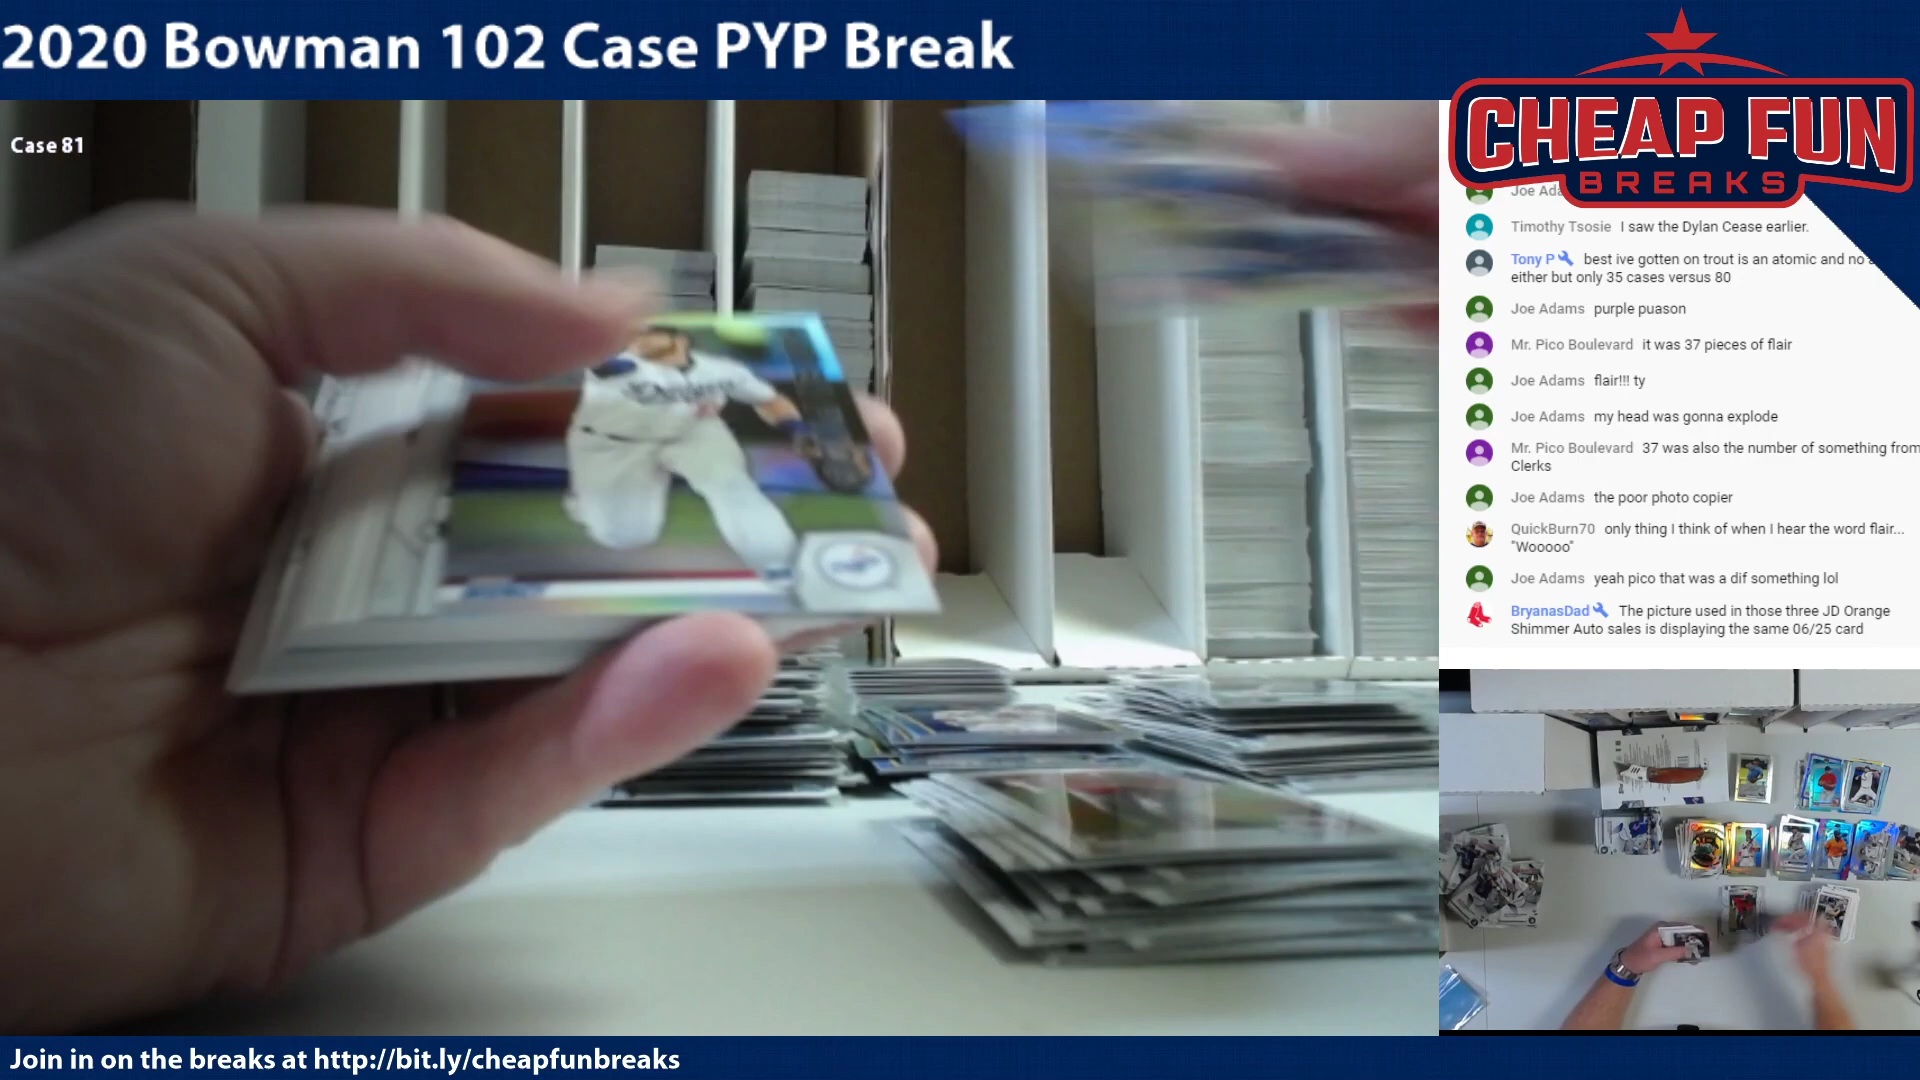 2020 Bowman 102 Case PYP Break
Case 81
CHEAP FUN
BREAKS
Joe
Timothy Tsosie I saw the Dylan Cease earlier.
Tony P best ive gotten on trout is an atomic and no
either but only 35 cases versus 80
Joe Adams purple puason
Mr. Pico Boulevard it was 37 pieces of flair
Joe Adams flair!!! ty
Joe Adams my head was gonna explode
Mr. Pico Boulevard 37 was also the number of something from
Clerks
Joe Adams the poor photo copier
QuickBurn70 only thing I think of when I hear the word flair...
"Wooooo"
Joe Adams yeah pico that was a dif something lol
BryanasDad The picture used in those three JD Orange
Shimmer Auto sales is displaying the same 06/25 card
Join in on the breaks at http://bit.ly/cheapfunbreaks